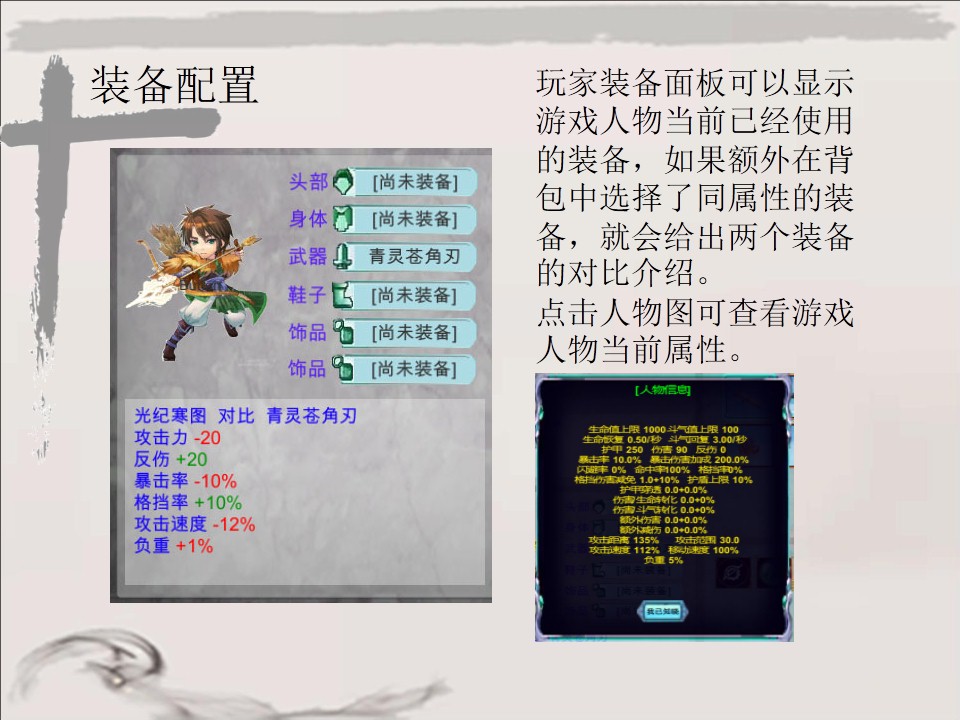 装备配置
玩家装备面板可以显示
游戏人物当前已经使用
的装备，如果额外在背
包中选择了同属性的装
备，就会给出两个装备
的对比介绍。
点击人物图可查看游戏
人物当前属性。
头部 [尚未装备]
身体 [尚未装备]
武器 青灵苍角刃
鞋子 [尚未装备]
饰品 [尚未装备]
饰品 [尚未装备]
光纪寒图 对比 青灵苍角刃
攻击力 -20
反伤 +20
暴击率 -10%
格挡率 +10%
攻击速度 -12%
负重 +1%
[人物信息]
生命值上限 1000 斗气值上限 100
生命恢复 0.50/秒 斗气回复 3.00/秒
护甲 250 伤害 90 反伤 0
暴击率 10.0% 暴击伤害加成 200.0%
闪避率 0% 命中率100% 格挡率0%
格挡伤害减免 1.0+10% 护盾上限 10%
护甲穿透 0.0+0.0%
伤害/生命转化 0.0+0.0%
伤害/斗气转化 0.0+0.0%
额外伤害 0.0+0.0%
额外减伤 0.0+0.0%
攻击距离 135% 攻击范围 30.0
攻击速度 112% 移动速度 100%
负重 5%
我已知晓